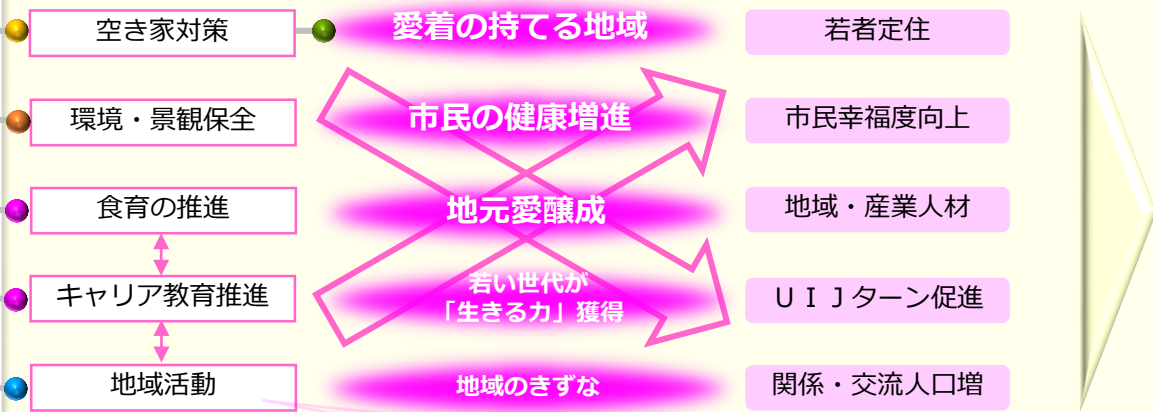 空き家対策
愛着の持てる地域
若者定住
環境・景観保全
市民の健康増進
市民幸福度向上
食育の推進
地元愛醸成
地域・産業人材
キャリア教育推進
若い世代が
「生きる力」獲得
ＵＩＪターン促進
地域活動
地域のきずな
関係・交流人口増